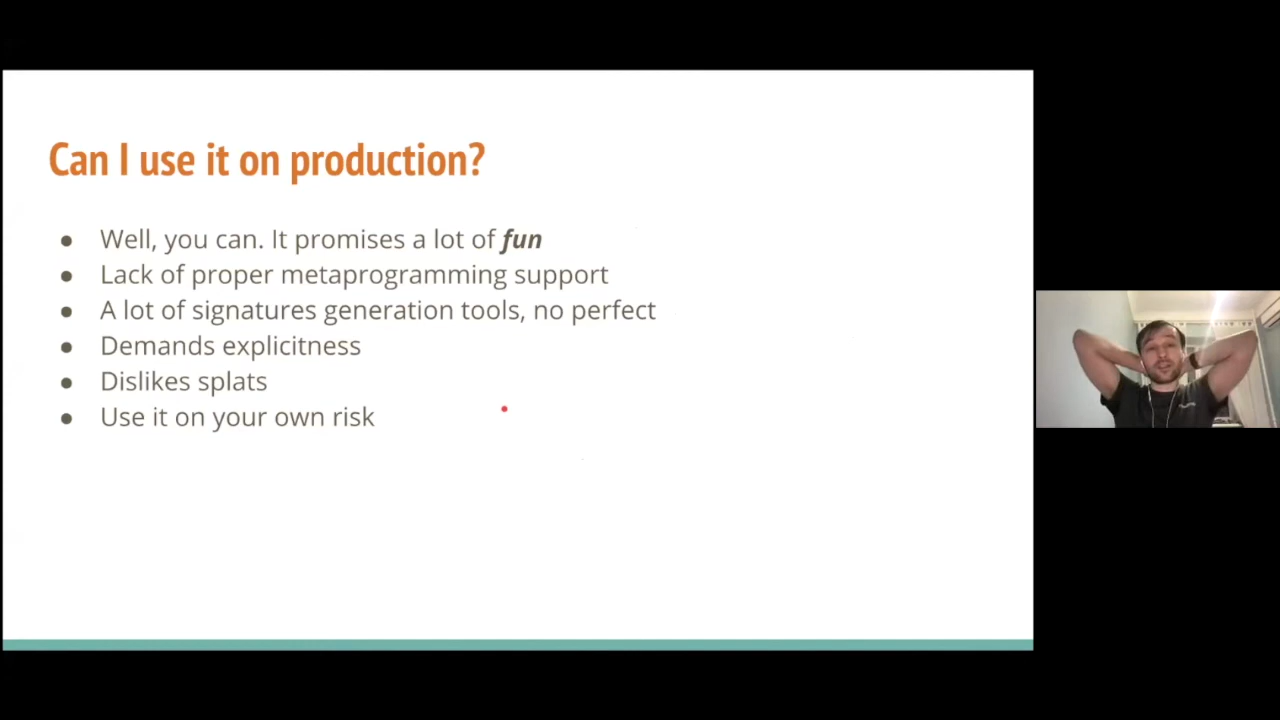 Can I use it on production?
● Well, you can. It promises a lot of fun
● Lack of proper metaprogramming support
● A lot of signatures generation tools, no perfect
● Demands explicitness
● Dislikes splats
● Use it on your own risk